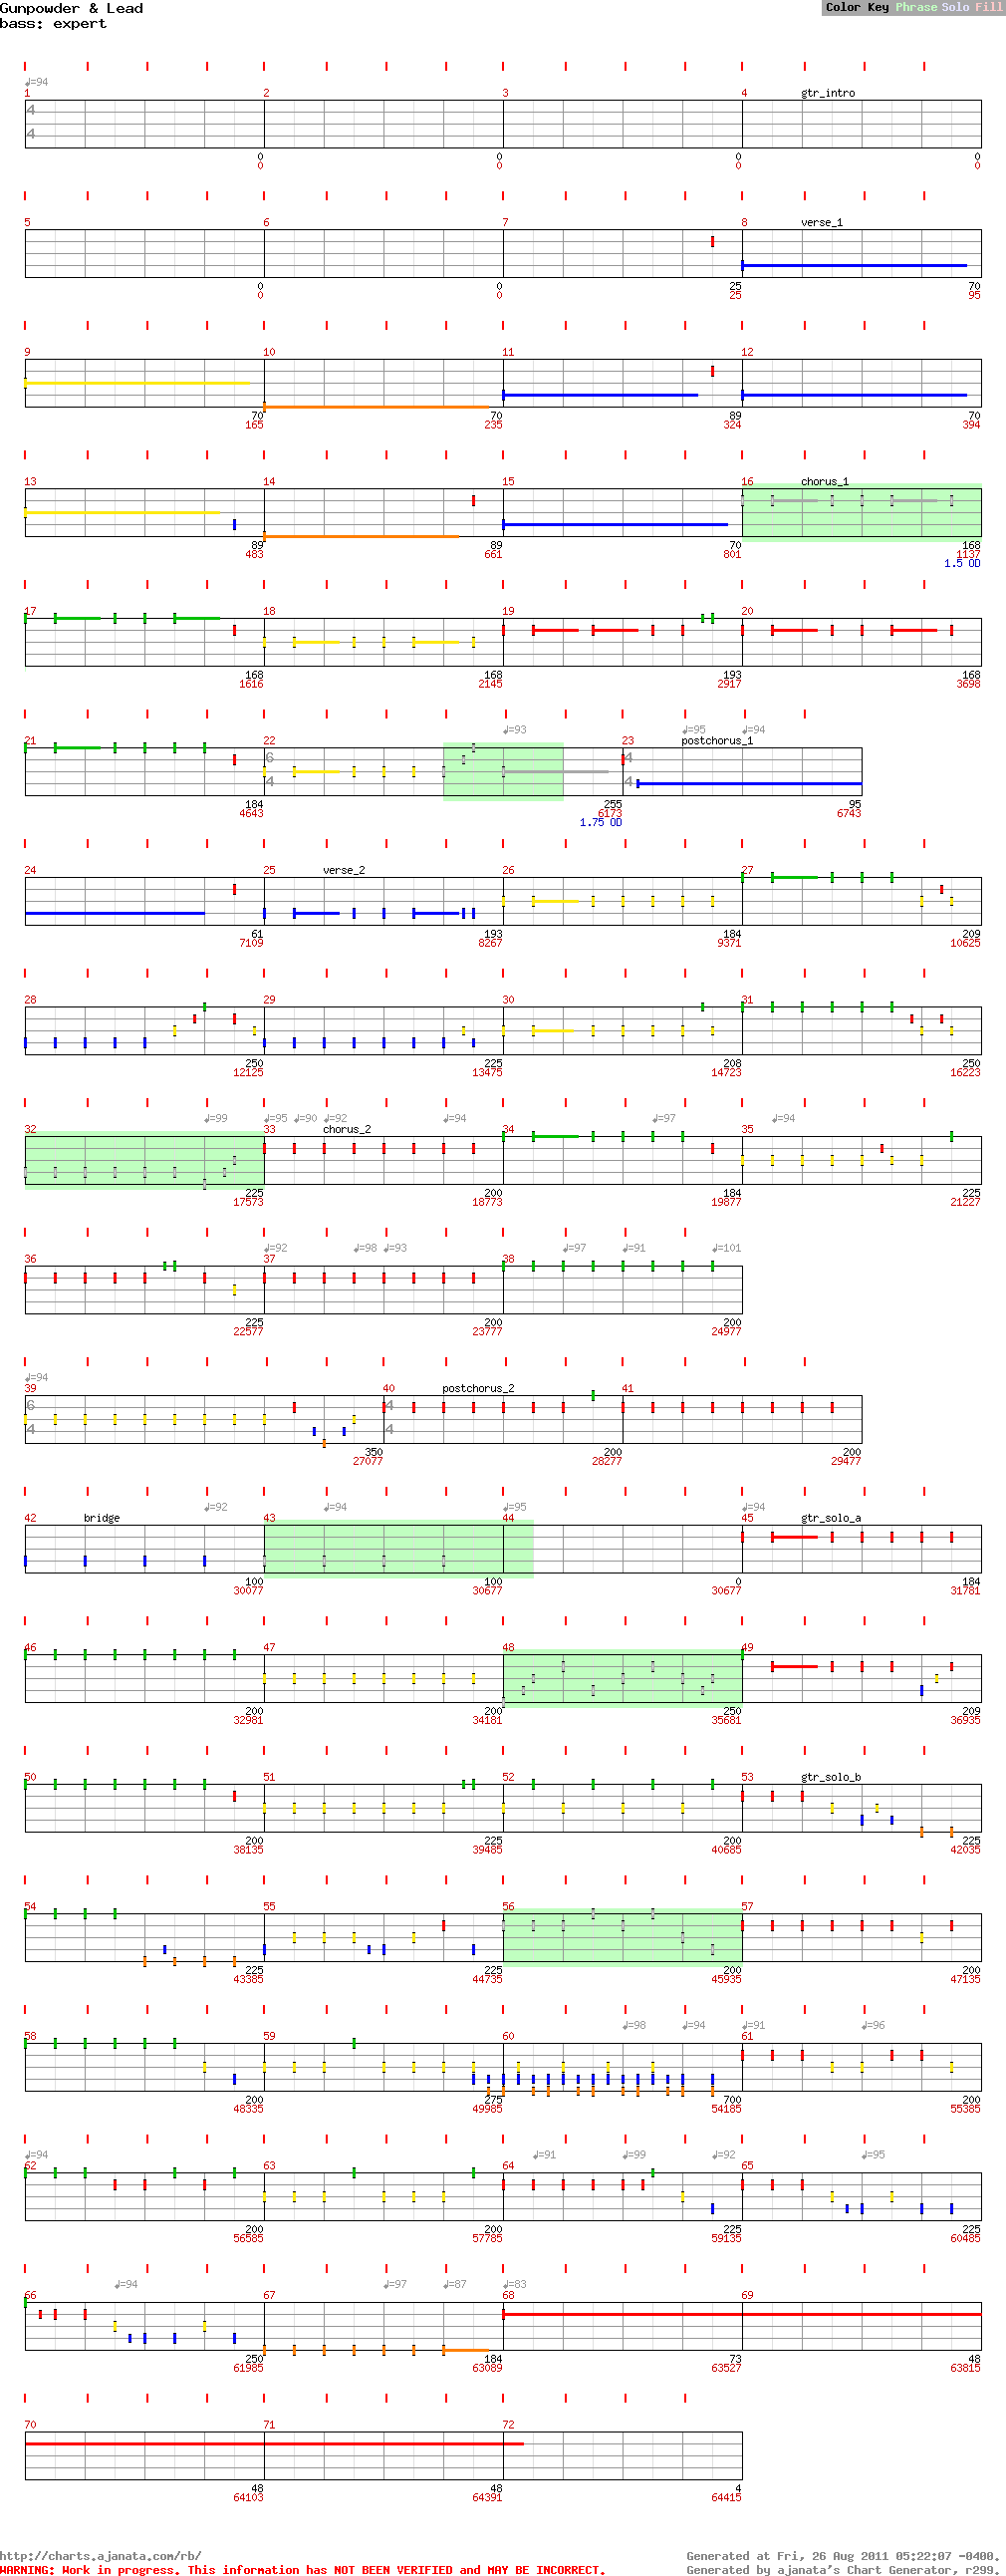 Gunpowder & Lead Color Key Phrase Solo Fill
bass: expert
♩=94
1 2 3 4 gtr_intro
4
4
0 0 0 0
0 0 0 0
5 6 7 8 verse_1
0 0 25 70
0 0 25 95
9 10 11 12
70 70 89 70
165 235 324 394
13 14 15 16 chorus_1
89 89 70 168
483 661 801 1137
1.5 OD
17 18 19 20
168 168 193 168
1616 2145 2917 3698
♩=93 ♩=95 ♩=94
21 22 23 postchorus_1
6 4
4 4
184 255 95
4643 6173 6743
1.75 OD
24 25 verse_2 26 27
61 193 184 209
7109 8267 9371 10625
28 29 30 31
250 225 208 250
12125 13475 14723 16223
♩=99 ♩=95 ♩=90 ♩=92 ♩=94 ♩=97 ♩=94
32 33 chorus_2 34 35
225 200 184 225
17573 18773 19877 21227
♩=92 ♩=98 ♩=93 ♩=97 ♩=91 ♩=101
36 37 38
225 200 200
22577 23777 24977
♩=94
39 40 postchorus_2 41
6 4
4 4
350 200 200
27077 28277 29477
♩=92 ♩=94 ♩=95 ♩=94
42 bridge 43 44 45 gtr_solo_a
100 100 0 184
30077 30677 30677 31781
46 47 48 49
200 200 250 209
32981 34181 35681 36935
50 51 52 53 gtr_solo_b
200 225 200 225
38135 39485 40685 42035
54 55 56 57
225 225 200 200
43385 44735 45935 47135
♩=98 ♩=94 ♩=91 ♩=96
58 59 60 61
200 275 700 200
48335 49985 54185 55385
♩=94 ♩=91 ♩=99 ♩=92 ♩=95
62 63 64 65
200 200 225 225
56585 57785 59135 60485
♩=94 ♩=97 ♩=87 ♩=83
66 67 68 69
250 184 73 48
61985 63089 63527 63815
70 71 72
48 48 4
64103 64391 64415
http://charts.ajanata.com/rb/ Generated at Fri, 26 Aug 2011 05:22:07 -0400.
WARNING: Work in progress. This information has NOT BEEN VERIFIED and MAY BE INCORRECT. Generated by ajanata's Chart Generator, r299.